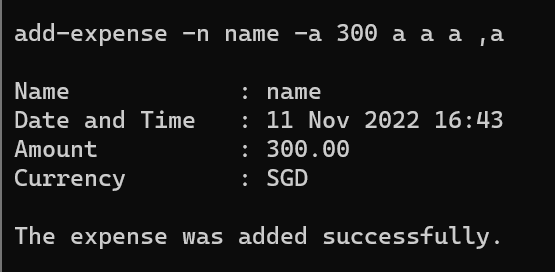 add-expense -n name -a 300 a a a ,a
Name : name
Date and Time : 11 Nov 2022 16:43
Amount : 300.00
Currency : SGD
The expense was added successfully.